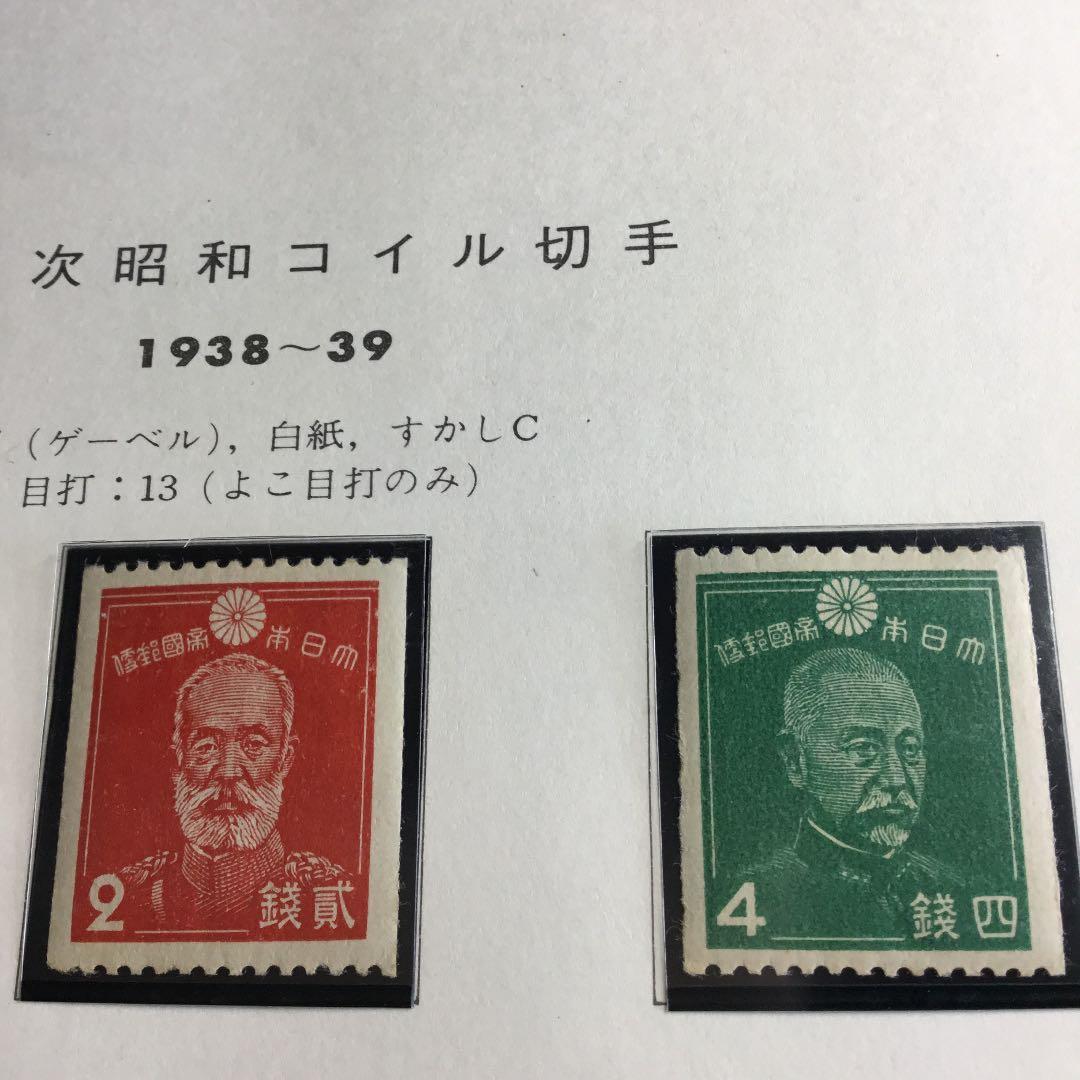 次昭和コイル切手
1938～39
(ゲーベル), 白紙, すかしC
目打：13 (よこ目打のみ)
便郵國帝 本日大
2 錢貳
便郵國帝 本日大
4 錢四